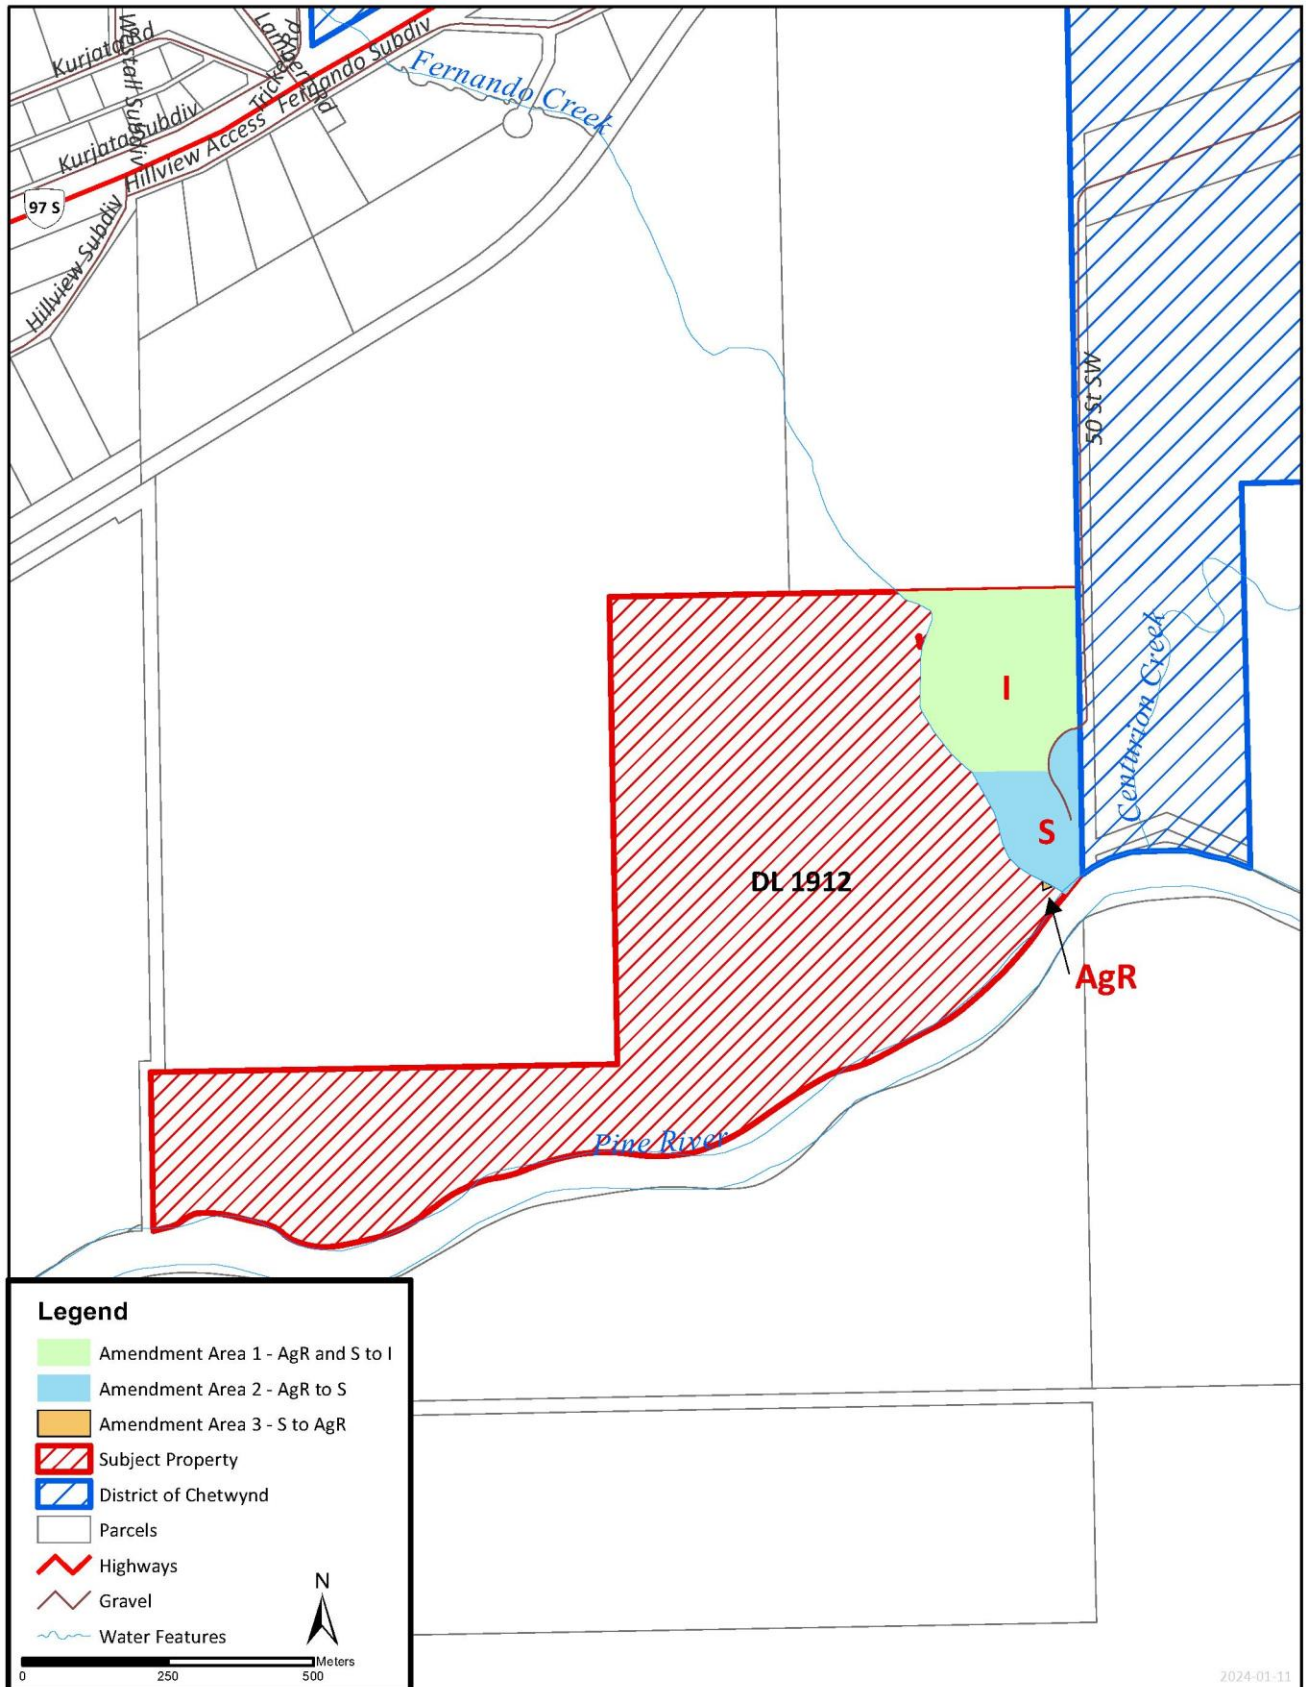 Kurjata Rd
Westall Subdiv
Lambert Rd
Fernando Subdiv
Fernando Creek
Kurjata Subdiv
Hillview Access
97 S
Hillview Subdiv
50 St SW
Centurion Creek
I
S
DL 1912
AgR
Pine River
Legend
Amendment Area 1 - AgR and S to I
Amendment Area 2 - AgR to S
Amendment Area 3 - S to AgR
Subject Property
District of Chetwynd
Parcels
Highways
Gravel
Water Features
N
Meters
0 250 500
2024-01-11